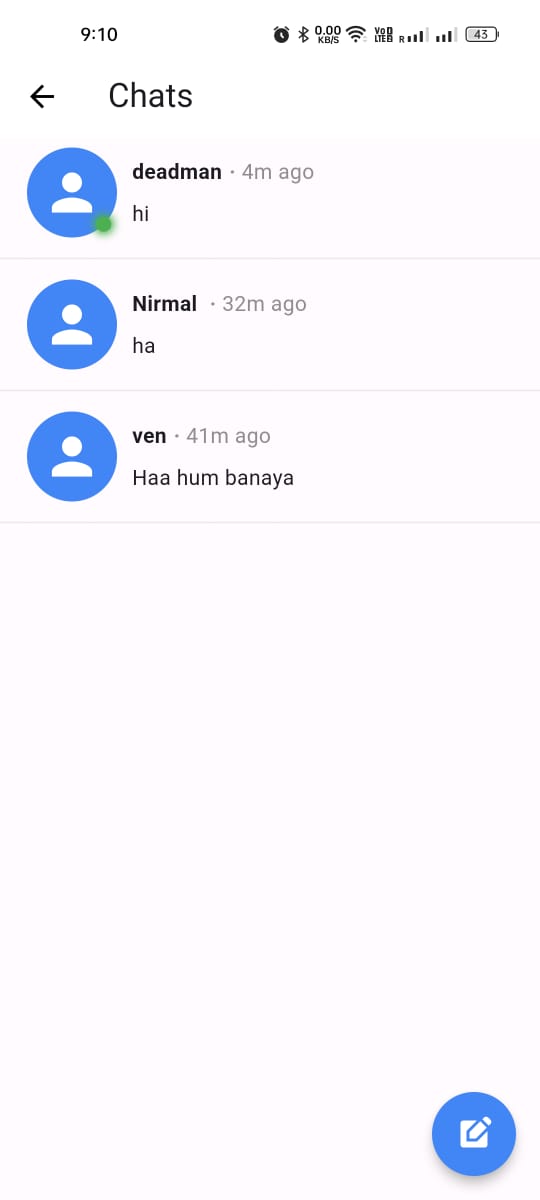 9:10
0.00
KB/S
Vo
LTE
R
43
Chats
deadman · 4m ago
hi
Nirmal · 32m ago
ha
ven · 41m ago
Haa hum banaya